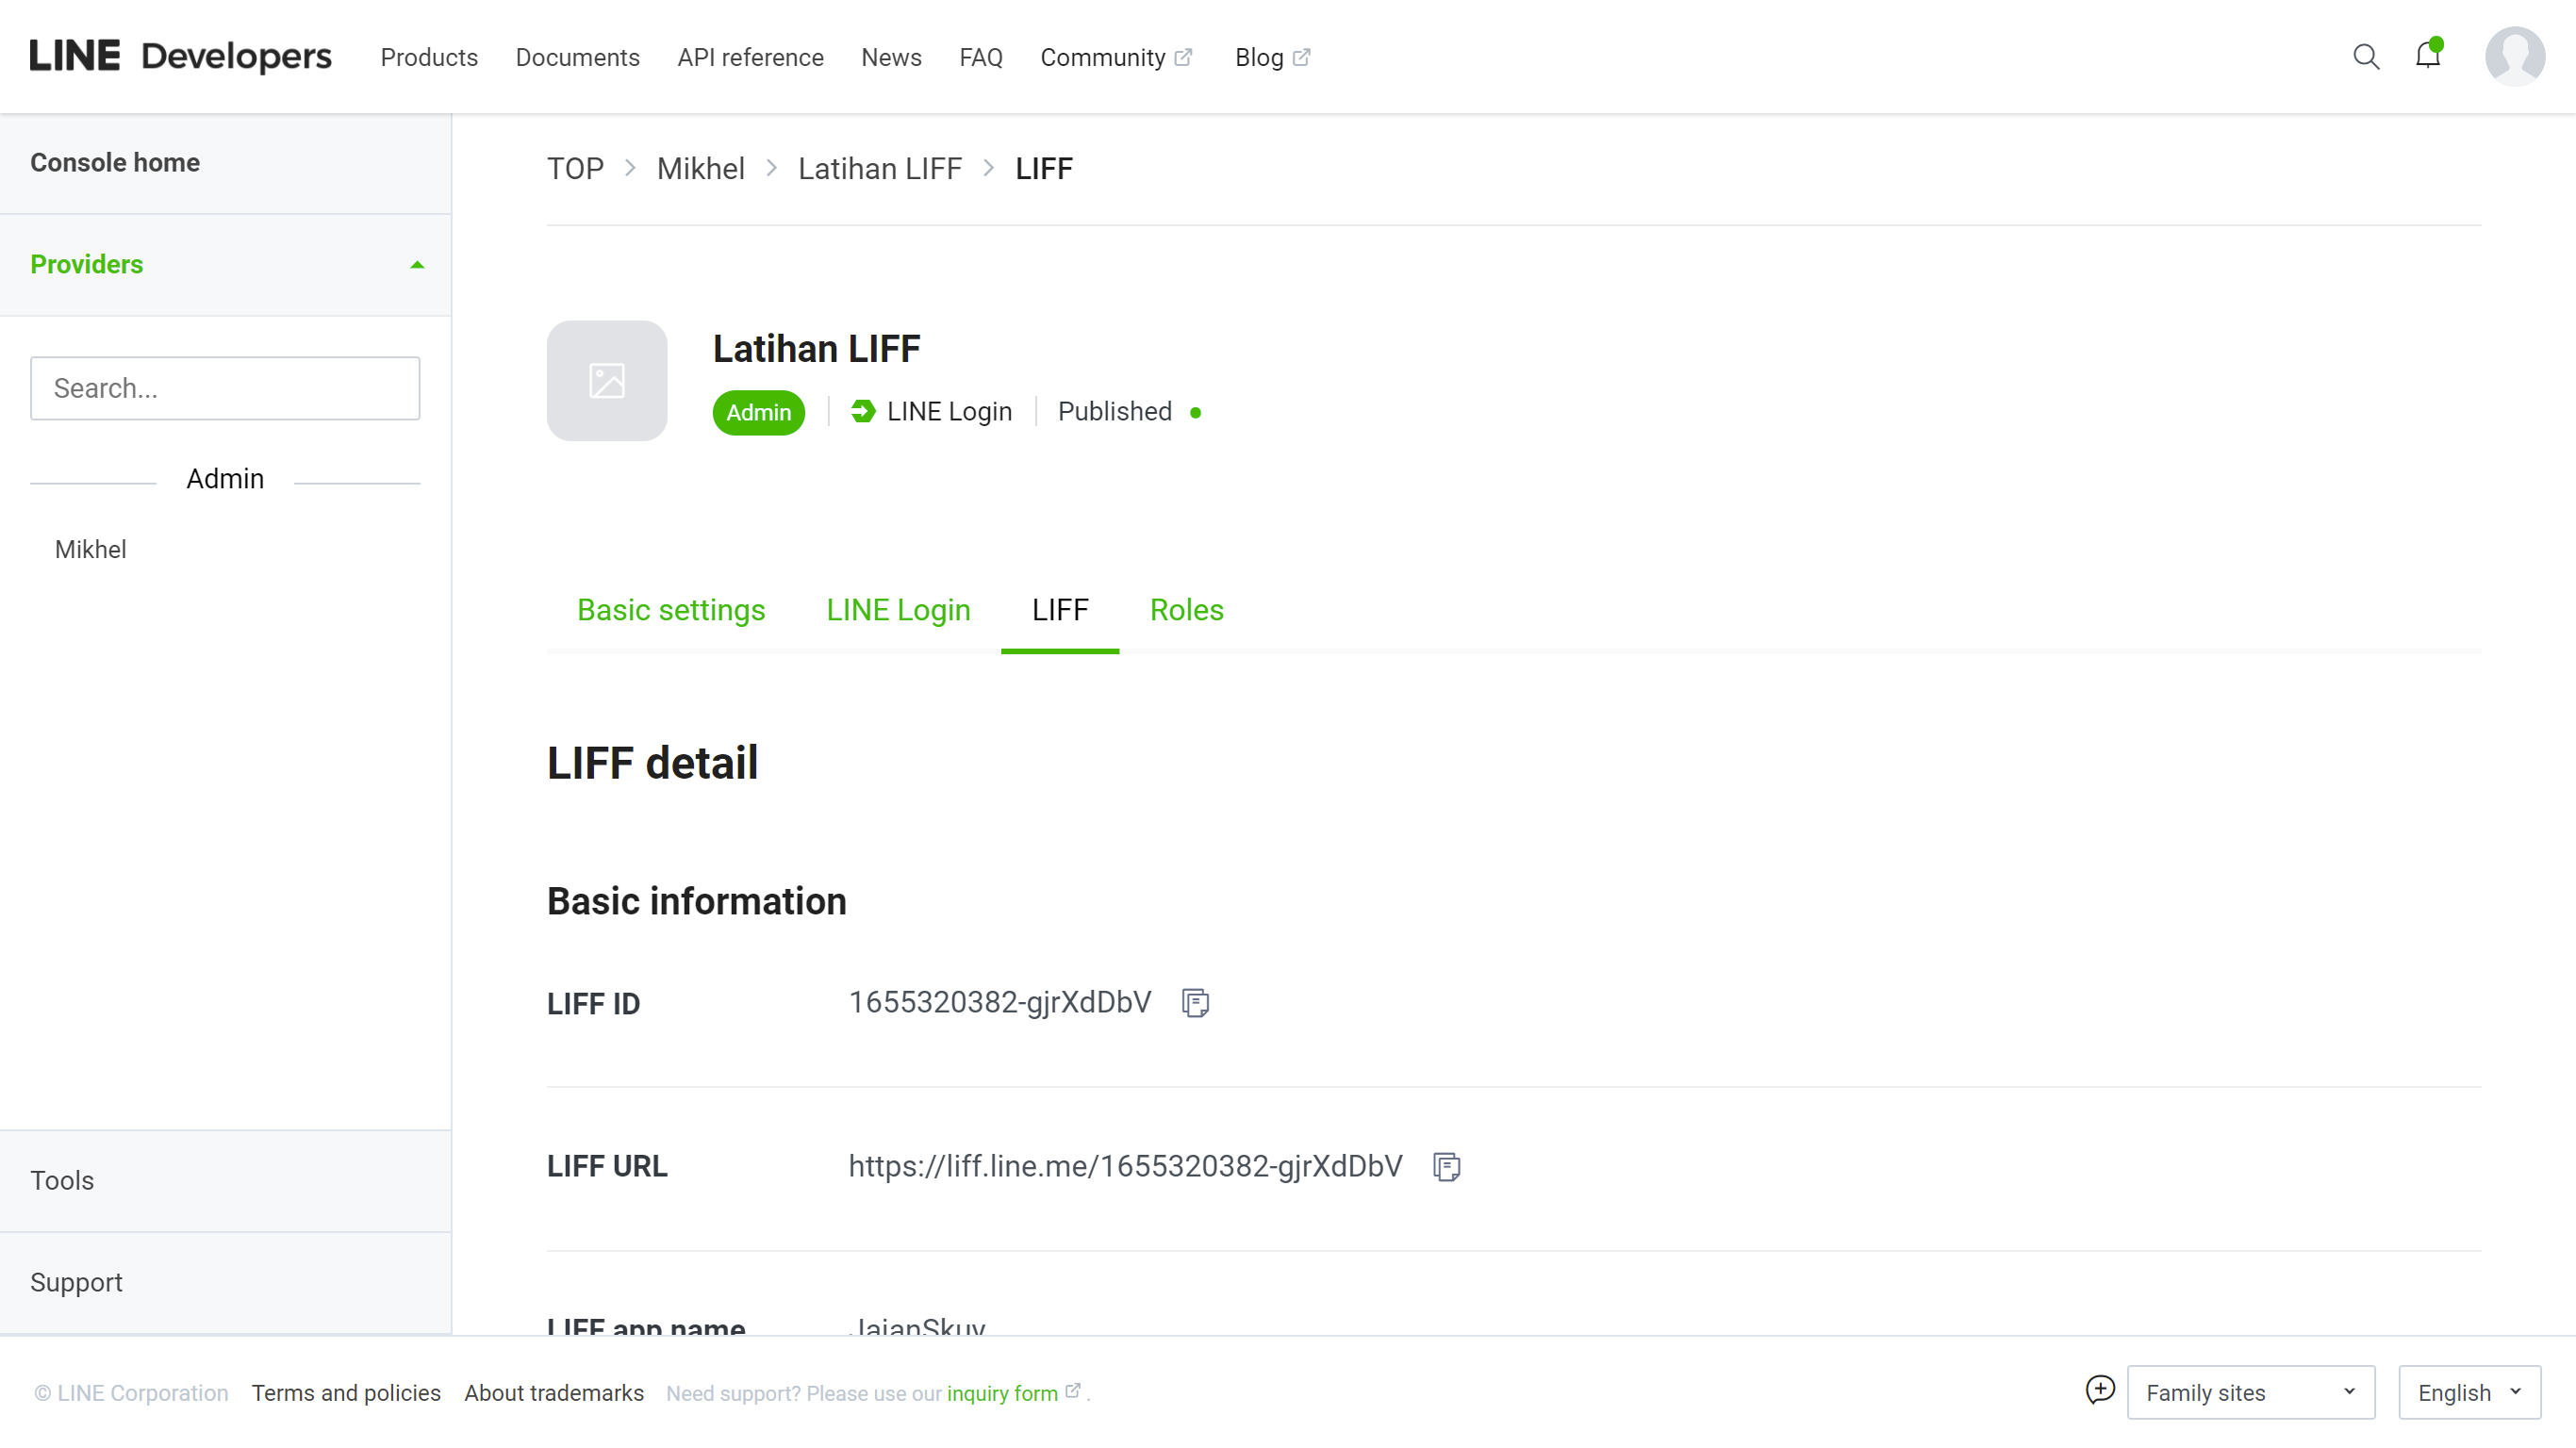 LINE Developers Products Documents API reference News FAQ Community Blog
Console home
Providers
Search...
Admin
Mikhel
Tools
Support
TOP > Mikhel > Latihan LIFF > LIFF
Latihan LIFF
Admin LINE Login Published
Basic settings LINE Login LIFF Roles
LIFF detail
Basic information
LIFF ID 1655320382-gjrXdDbV
LIFF URL https://liff.line.me/1655320382-gjrXdDbV
LIFF app name JajanSkuy
© LINE Corporation Terms and policies About trademarks Need support? Please use our inquiry form .
Family sites English